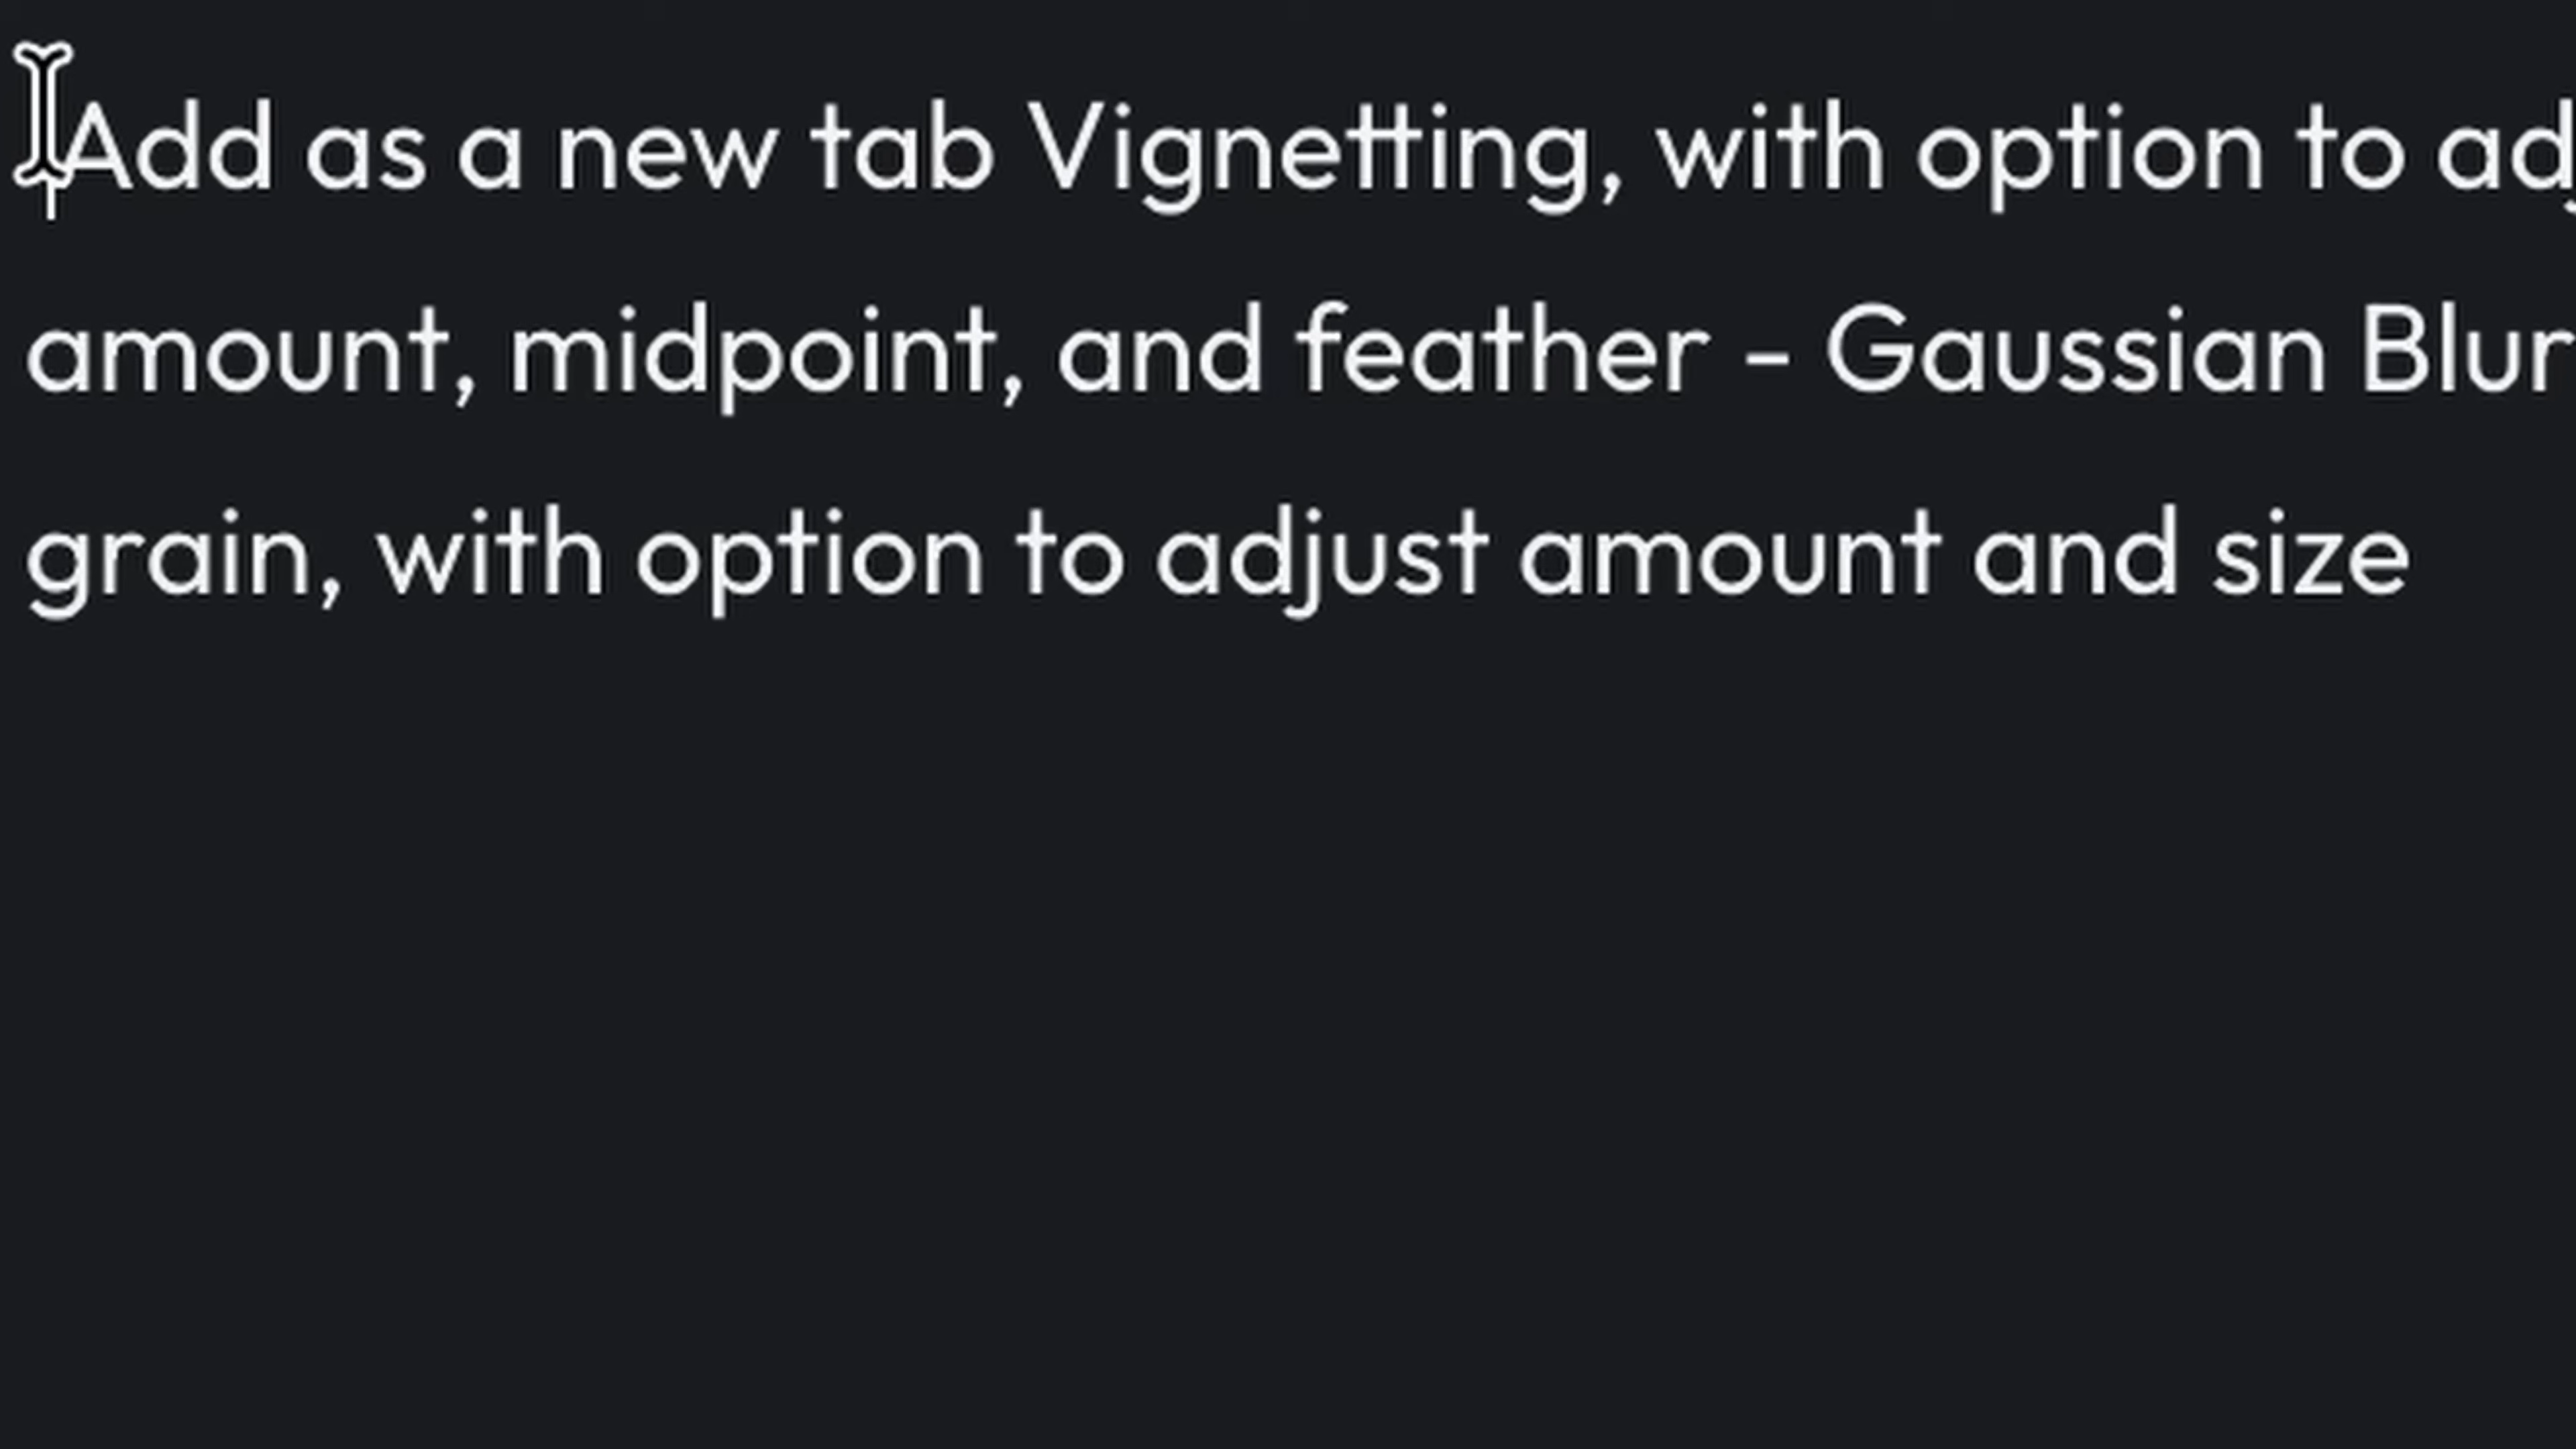 Add as a new tab Vignetting, with option to
amount, midpoint, and feather - Gaussian Blur
grain, with option to adjust amount and size